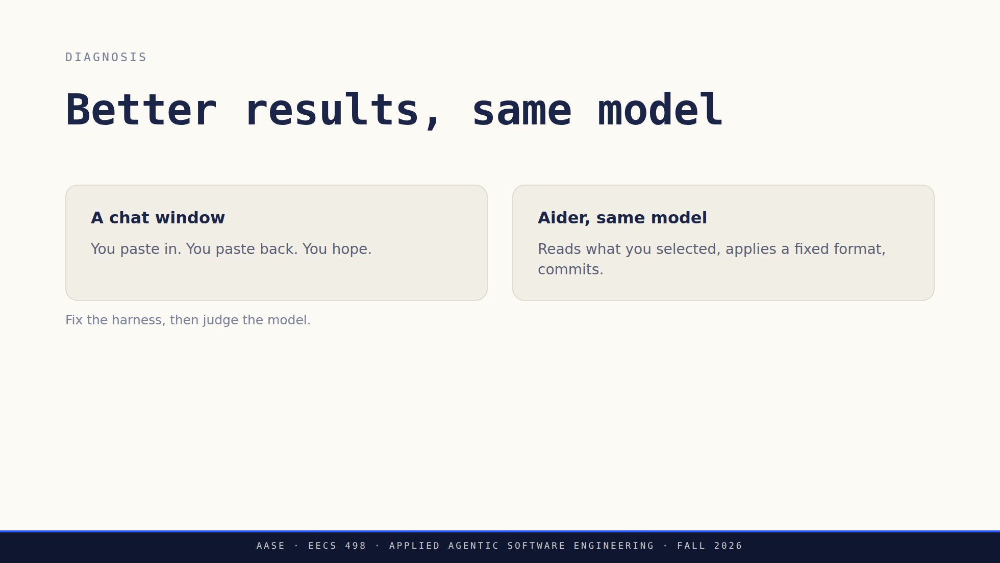 DIAGNOSIS
Better results, same model
A chat window
You paste in. You paste back. You hope.
Aider, same model
Reads what you selected, applies a fixed format,
commits.
Fix the harness, then judge the model.
AASE · EECS 498 · APPLIED AGENTIC SOFTWARE ENGINEERING · FALL 2026